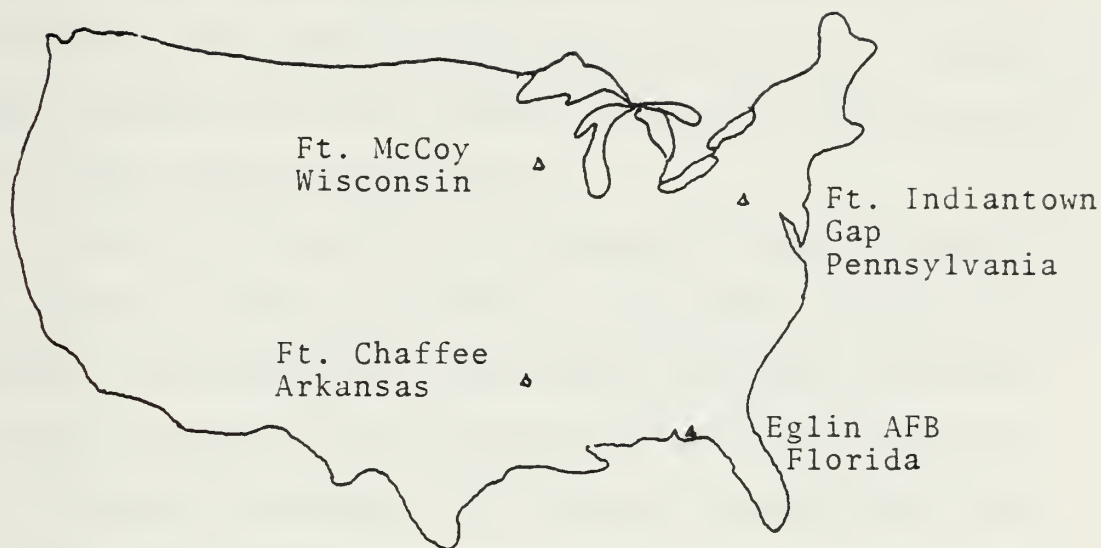 Ft. McCoy
Wisconsin
Ft. Indiantown
Gap
Pennsylvania
Ft. Chaffee
Arkansas
Eglin AFB
Florida